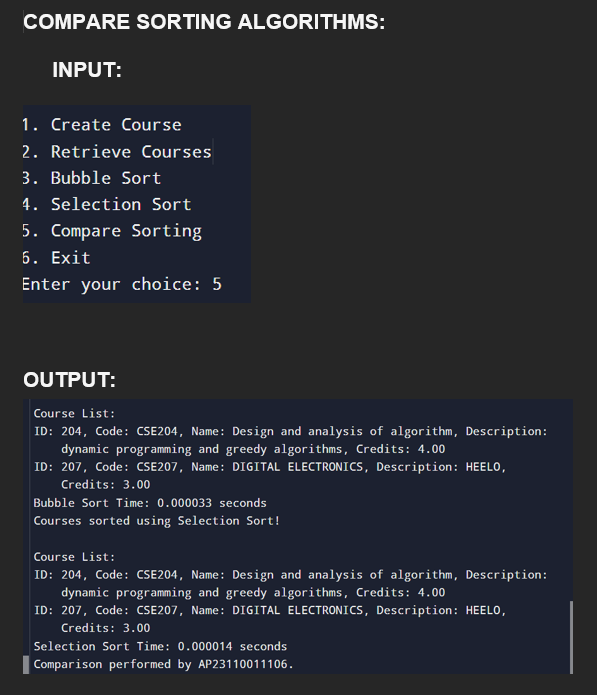 COMPARE SORTING ALGORITHMS:
INPUT:
1. Create Course
2. Retrieve Courses
3. Bubble Sort
4. Selection Sort
5. Compare Sorting
6. Exit
Enter your choice: 5
OUTPUT:
Course List:
ID: 204, Code: CSE204, Name: Design and analysis of algorithm, Description:
dynamic programming and greedy algorithms, Credits: 4.00
ID: 207, Code: CSE207, Name: DIGITAL ELECTRONICS, Description: HEELO,
Credits: 3.00
Bubble Sort Time: 0.000033 seconds
Courses sorted using Selection Sort!
Course List:
ID: 204, Code: CSE204, Name: Design and analysis of algorithm, Description:
dynamic programming and greedy algorithms, Credits: 4.00
ID: 207, Code: CSE207, Name: DIGITAL ELECTRONICS, Description: HEELO,
Credits: 3.00
Selection Sort Time: 0.000014 seconds
Comparison performed by AP23110011106.